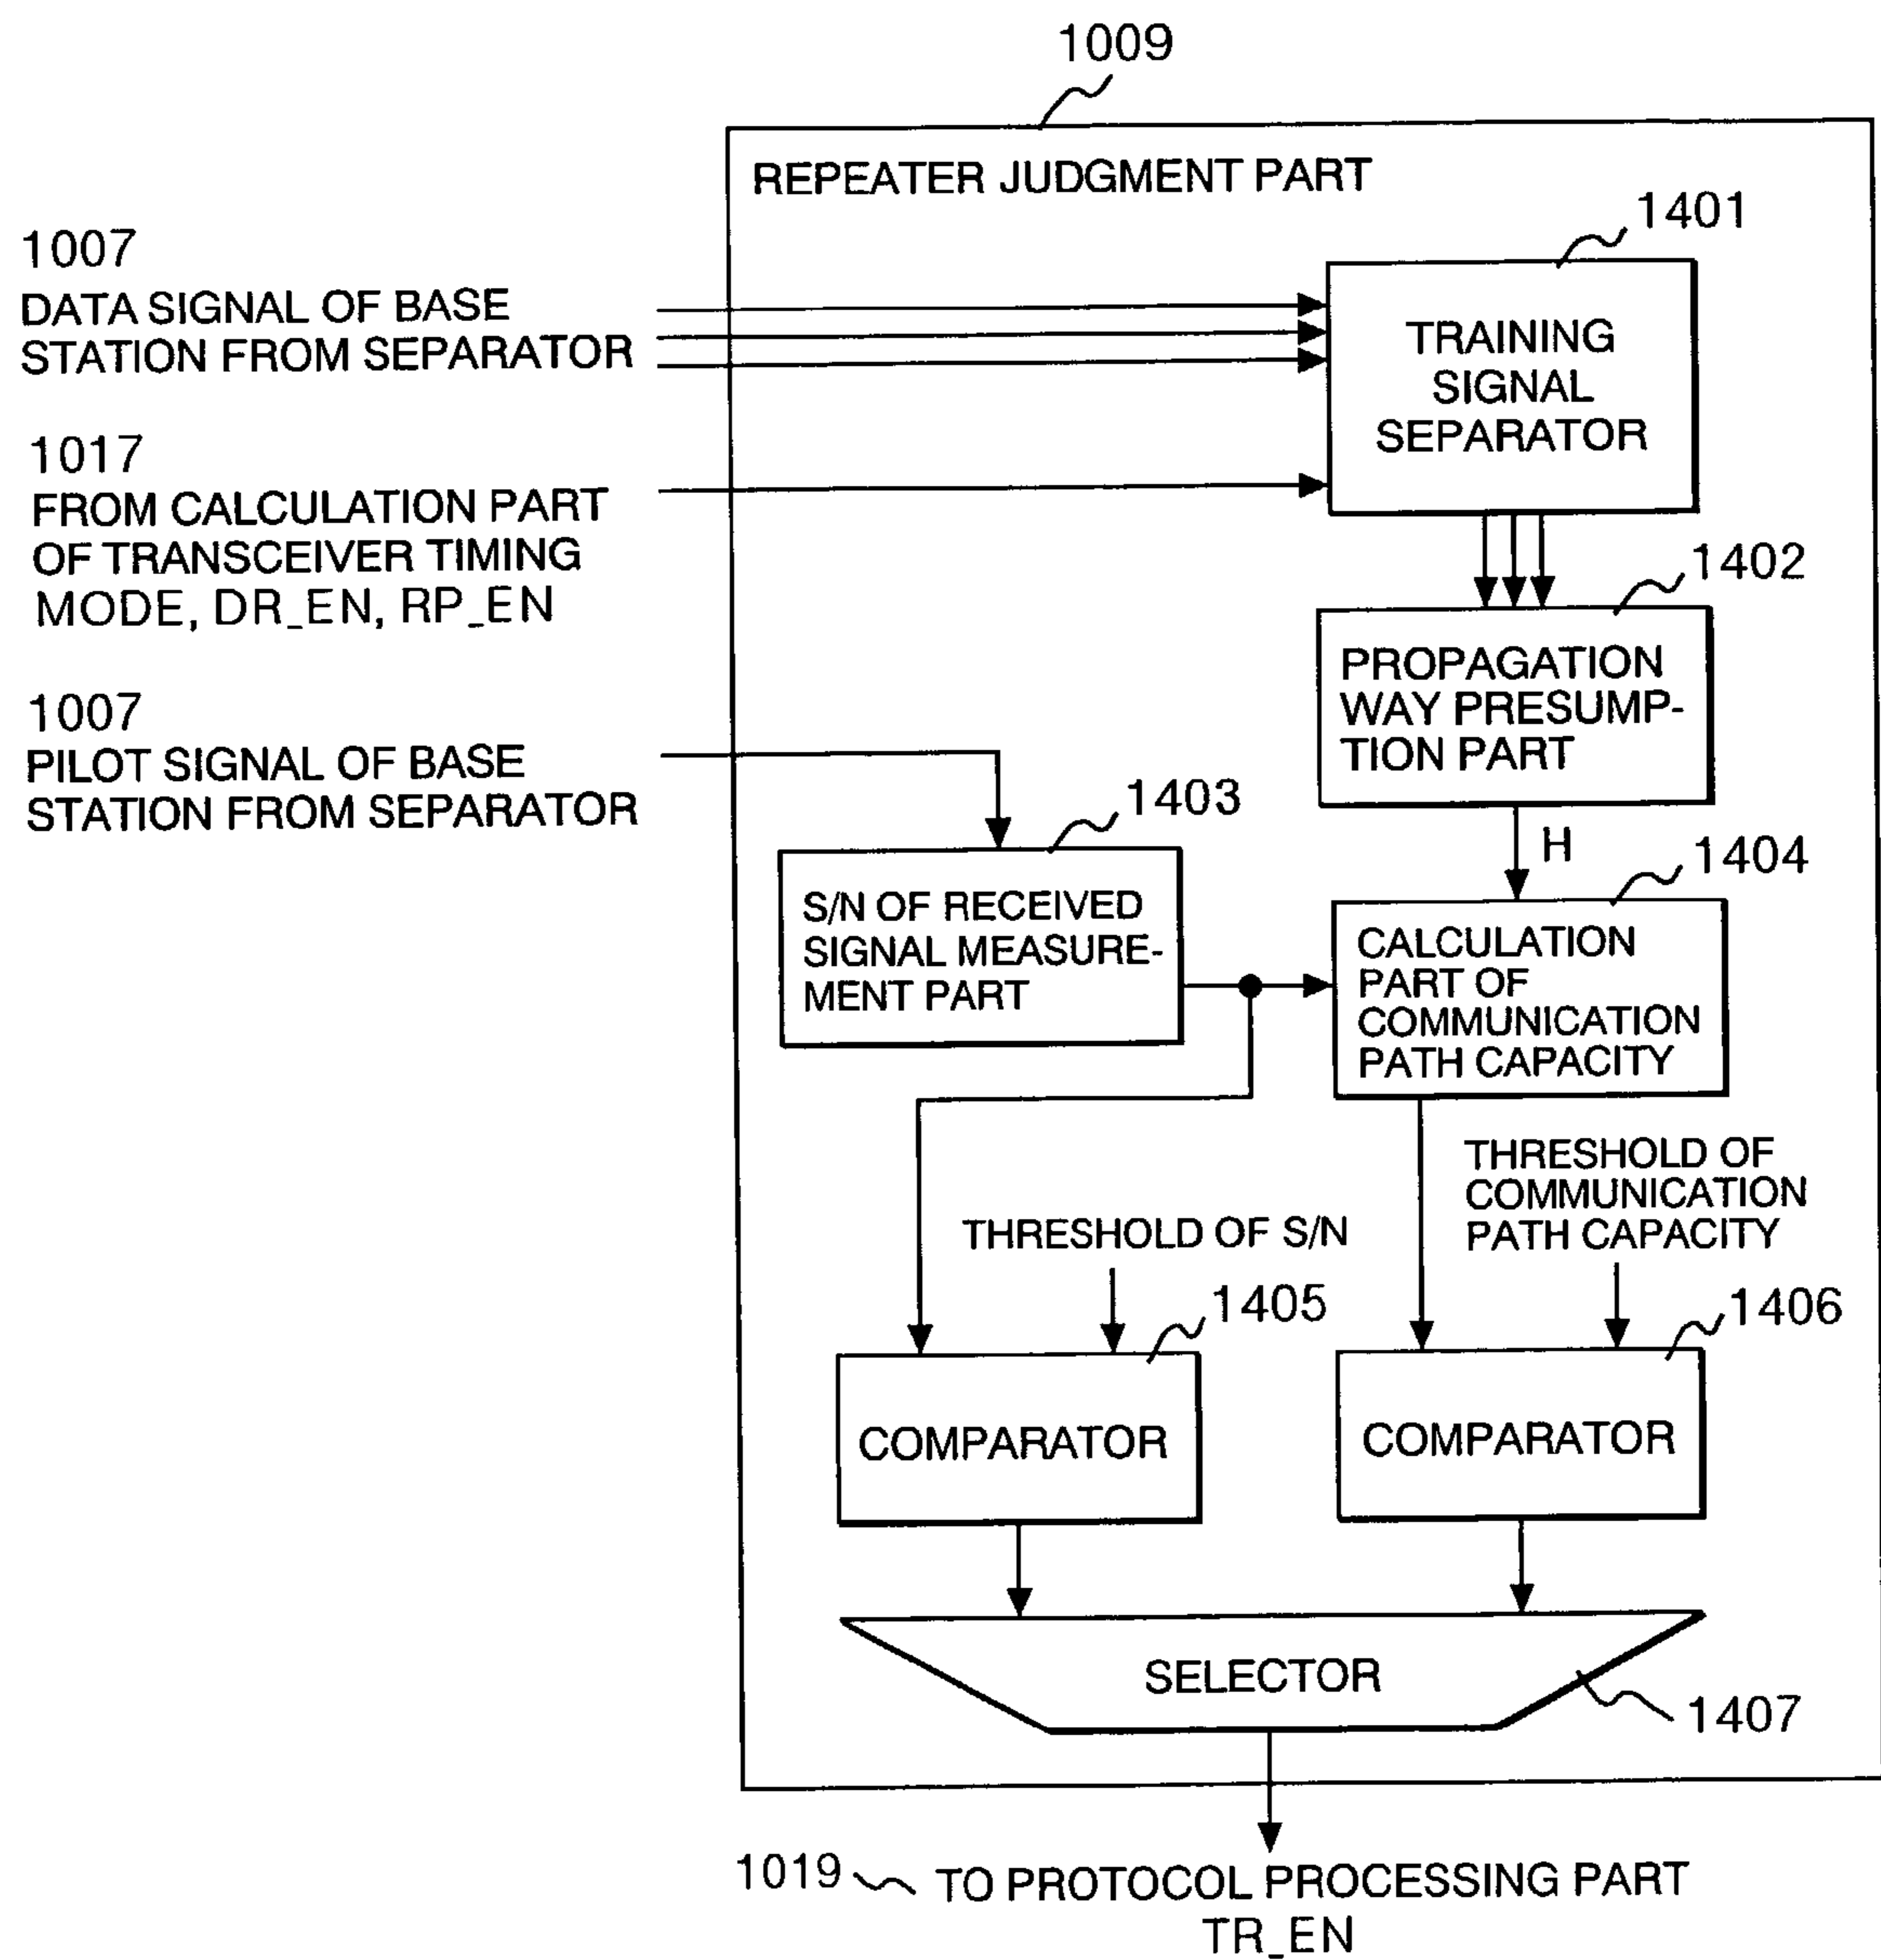 1009
REPEATER JUDGMENT PART
1401
1007
DATA SIGNAL OF BASE
STATION FROM SEPARATOR
TRAINING
SIGNAL
SEPARATOR
1017
FROM CALCULATION PART
OF TRANSCEIVER TIMING
MODE, DR_EN, RP_EN
1402
PROPAGATION
WAY PRESUMP-
TION PART
1007
PILOT SIGNAL OF BASE
STATION FROM SEPARATOR
1403
H
1404
S/N OF RECEIVED
SIGNAL MEASURE-
MENT PART
CALCULATION
PART OF
COMMUNICATION
PATH CAPACITY
THRESHOLD OF S/N
THRESHOLD OF
COMMUNICATION
PATH CAPACITY
1405
1406
COMPARATOR
COMPARATOR
SELECTOR
1407
1019 TO PROTOCOL PROCESSING PART
TR_EN